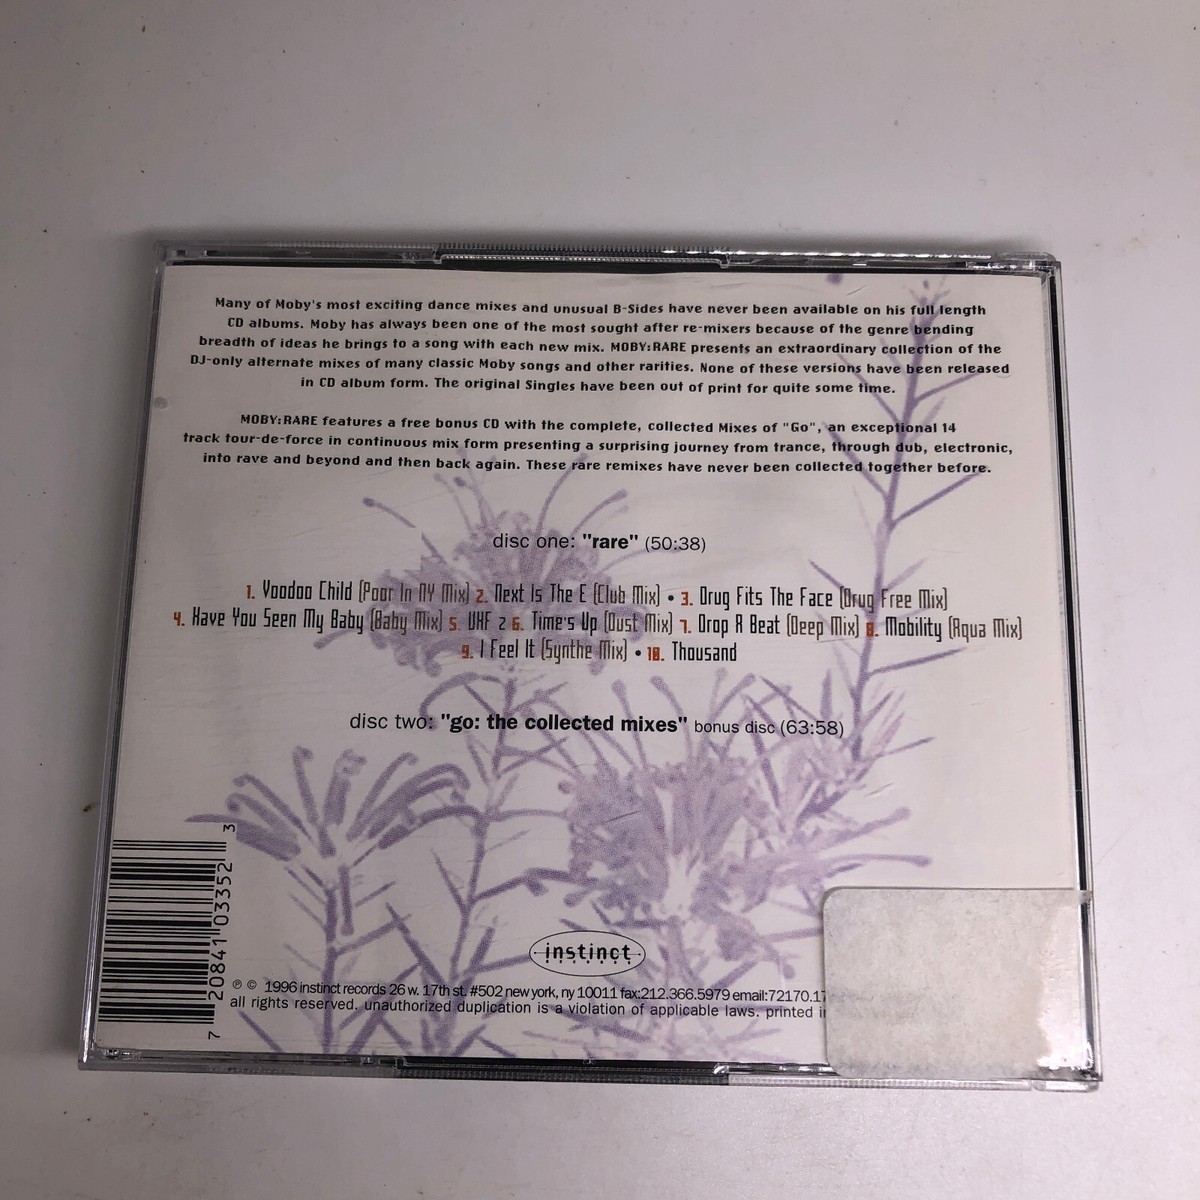 Many of Moby's most exciting dance mixes and unusual B-Sides have never been available on his full length
CD albums. Moby has always been one of the most sought after re-mixers because of the genre bending
breadth of ideas he brings to a song with each new mix. MOBY:RARE presents an extraordinary collection of the
DJ-only alternate mixes of many classic Moby songs and other rarities. None of these versions have been released
in CD album form. The original Singles have been out of print for quite some time.
MOBY:RARE features a free bonus CD with the complete, collected Mixes of "Go", an exceptional 14
track tour-de-force in continuous mix form presenting a surprising journey from trance, through dub, electronic,
into rave and beyond and then back again. These rare remixes have never been collected together before.
disc one: "rare" (50:38)
1. Voodoo Child (Poor In NY Mix) 2. Next Is The E (Club Mix) • 3. Drug Fits The Face (Drug Free Mix)
4. Have You Seen My Baby (Baby Mix) 5. UHF 2 6. Time's Up (Dust Mix) 7. Drop A Beat (Deep Mix) 8. Mobility (Aqua Mix)
9. I Feel It (Synthe Mix) • 10. Thousand
disc two: "go: the collected mixes" bonus disc (63:58)
7 20841 03352 3
instinct
℗ © 1996 instinct records 26 w. 17th st. #502 new york, ny 10011 fax:212.366.5979 email:72170.17
all rights reserved. unauthorized duplication is a violation of applicable laws. printed in